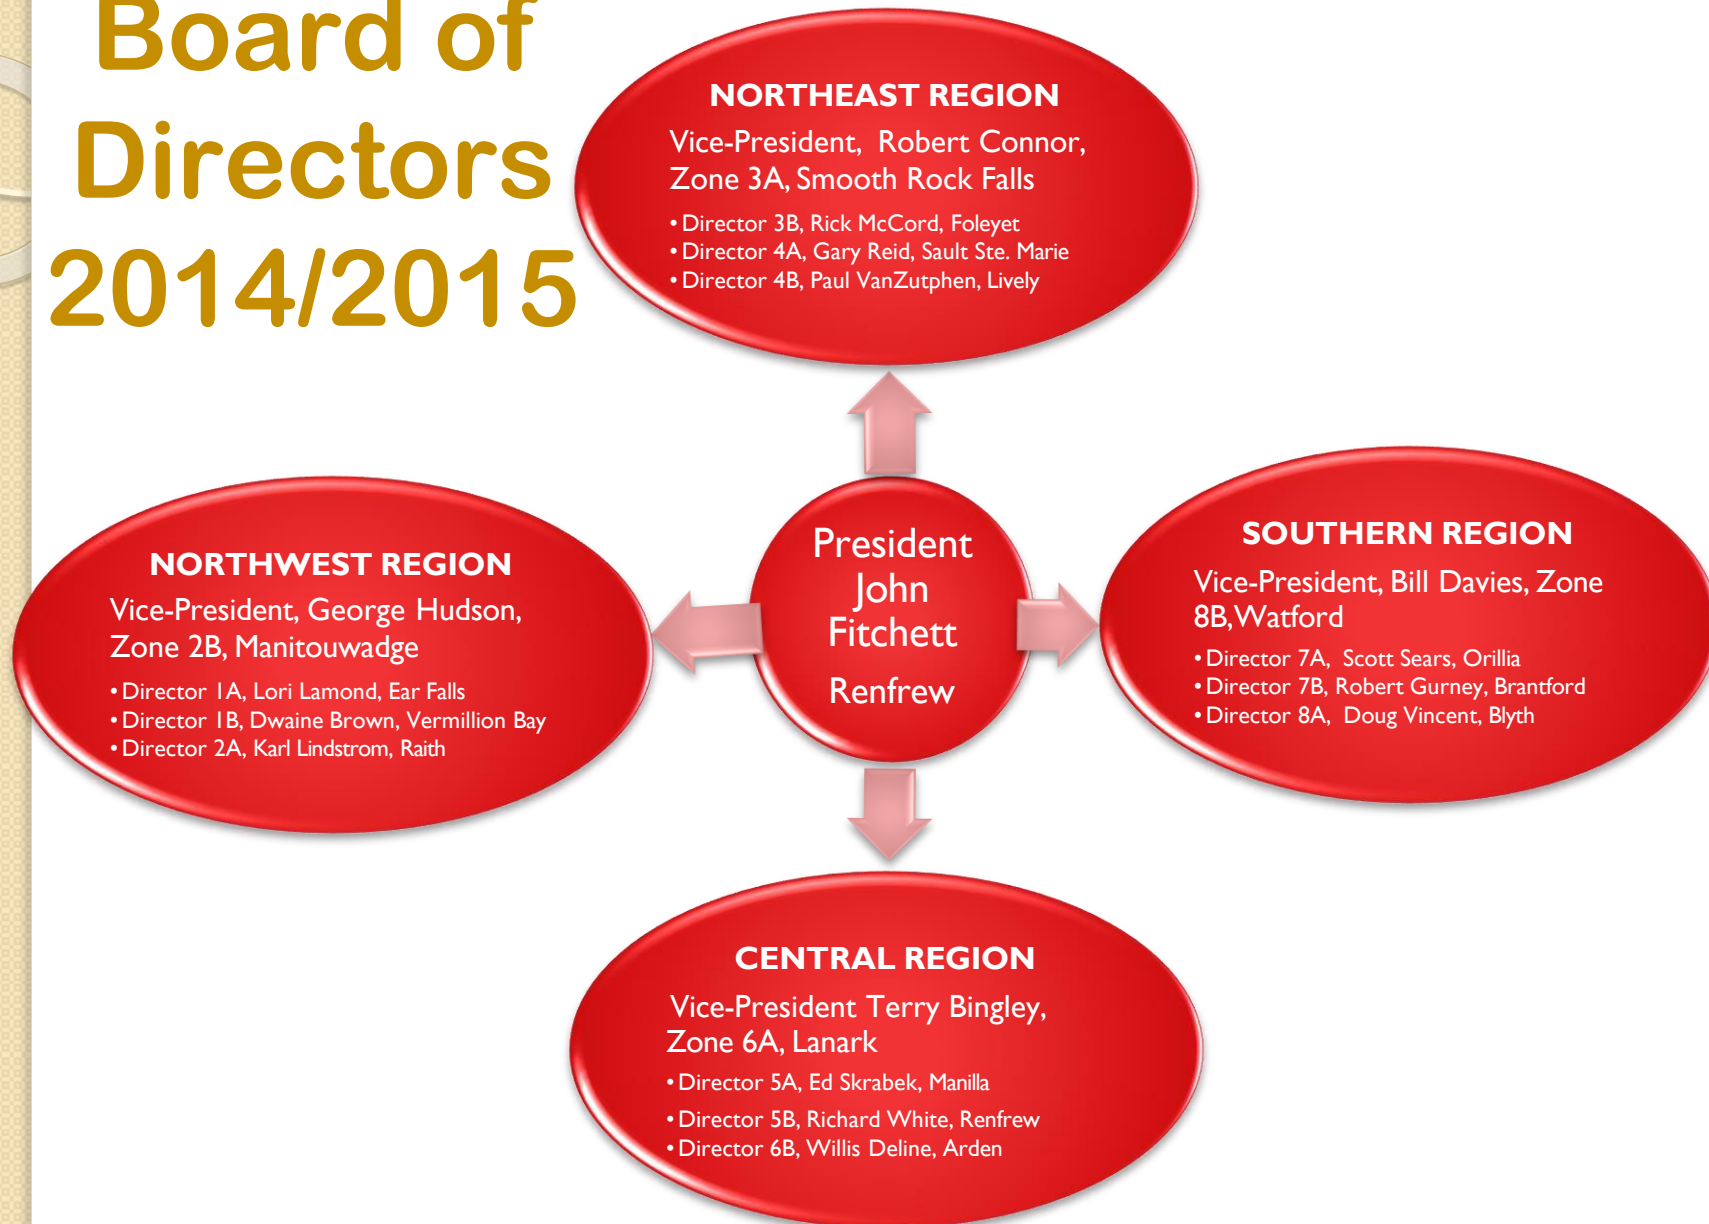 Board of
Directors
2014/2015
NORTHEAST REGION
Vice-President, Robert Connor,
Zone 3A, Smooth Rock Falls
• Director 3B, Rick McCord, Foleyet
• Director 4A, Gary Reid, Sault Ste. Marie
• Director 4B, Paul VanZutphen, Lively
NORTHWEST REGION
Vice-President, George Hudson,
Zone 2B, Manitouwadge
• Director 1A, Lori Lamond, Ear Falls
• Director 1B, Dwaine Brown, Vermillion Bay
• Director 2A, Karl Lindstrom, Raith
President
John
Fitchett
Renfrew
SOUTHERN REGION
Vice-President, Bill Davies, Zone
8B,Watford
• Director 7A, Scott Sears, Orillia
• Director 7B, Robert Gurney, Brantford
• Director 8A, Doug Vincent, Blyth
CENTRAL REGION
Vice-President Terry Bingley,
Zone 6A, Lanark
• Director 5A, Ed Skrabek, Manilla
• Director 5B, Richard White, Renfrew
• Director 6B, Willis Deline, Arden